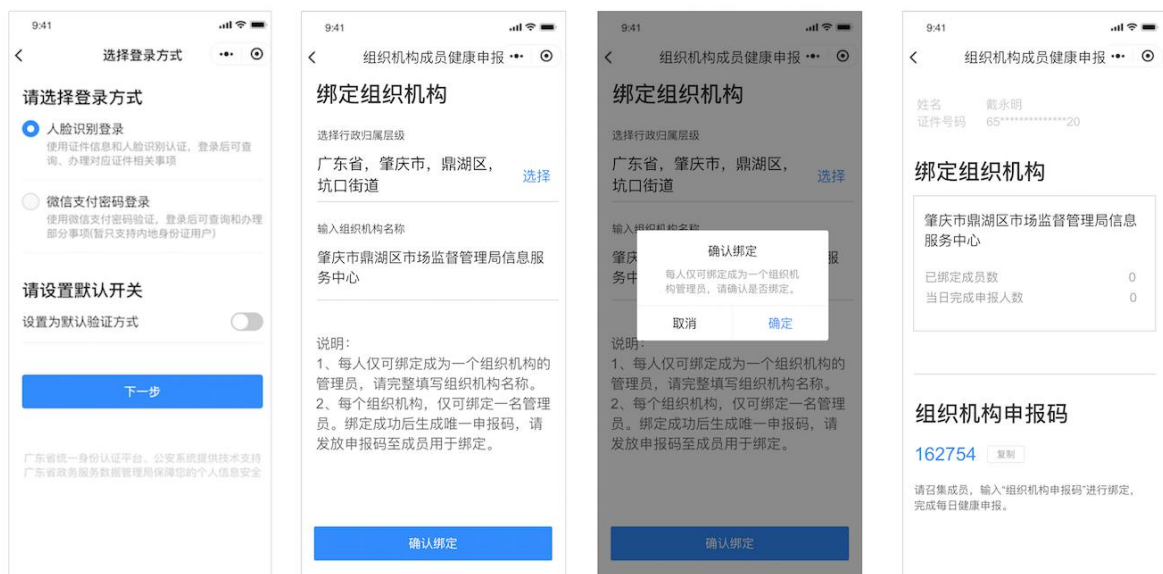 9:41
选择登录方式
请选择登录方式
人脸识别登录
使用证件信息和人脸识别认证，登录后可查
询、办理对应证件相关事项
微信支付密码登录
使用微信支付密码验证，登录后可查询和办理
部分事项(暂只支持内地身份证用户)
请设置默认开关
设置为默认验证方式
下一步
广东省统一身份认证平台、公安系统提供技术支持
广东省政务服务数据管理局保障您的个人信息安全
9:41
组织机构成员健康申报
绑定组织机构
选择行政归属层级
广东省，肇庆市，鼎湖区，
坑口街道
选择
输入组织机构名称
肇庆市鼎湖区市场监督管理局信息服
务中心
说明：
1、每人仅可绑定成为一个组织机构的
管理员，请完整填写组织机构名称。
2、每个组织机构，仅可绑定一名管理
员。绑定成功后生成唯一申报码，请
发放申报码至成员用于绑定。
确认绑定
9:41
组织机构成员健康申报
绑定组织机构
选择行政归属层级
广东省，肇庆市，鼎湖区，
坑口街道
选择
输入组织机构名称
肇庆
服
务中
确认绑定
每人仅可绑定成为一个组织机
构管理员，请确认是否绑定。
取消
确定
说明：
1、每人仅可绑定成为一个组织机构的
管理员，请完整填写组织机构名称。
2、每个组织机构，仅可绑定一名管理
员。绑定成功后生成唯一申报码，请
发放申报码至成员用于绑定。
确认绑定
9:41
组织机构成员健康申报
姓名 戴永明
证件号码 65**************20
绑定组织机构
肇庆市鼎湖区市场监督管理局信息
服务中心
已绑定成员数 0
当日完成申报人数 0
组织机构申报码
162754 复制
请召集成员，输入“组织机构申报码”进行绑定，
完成每日健康申报。